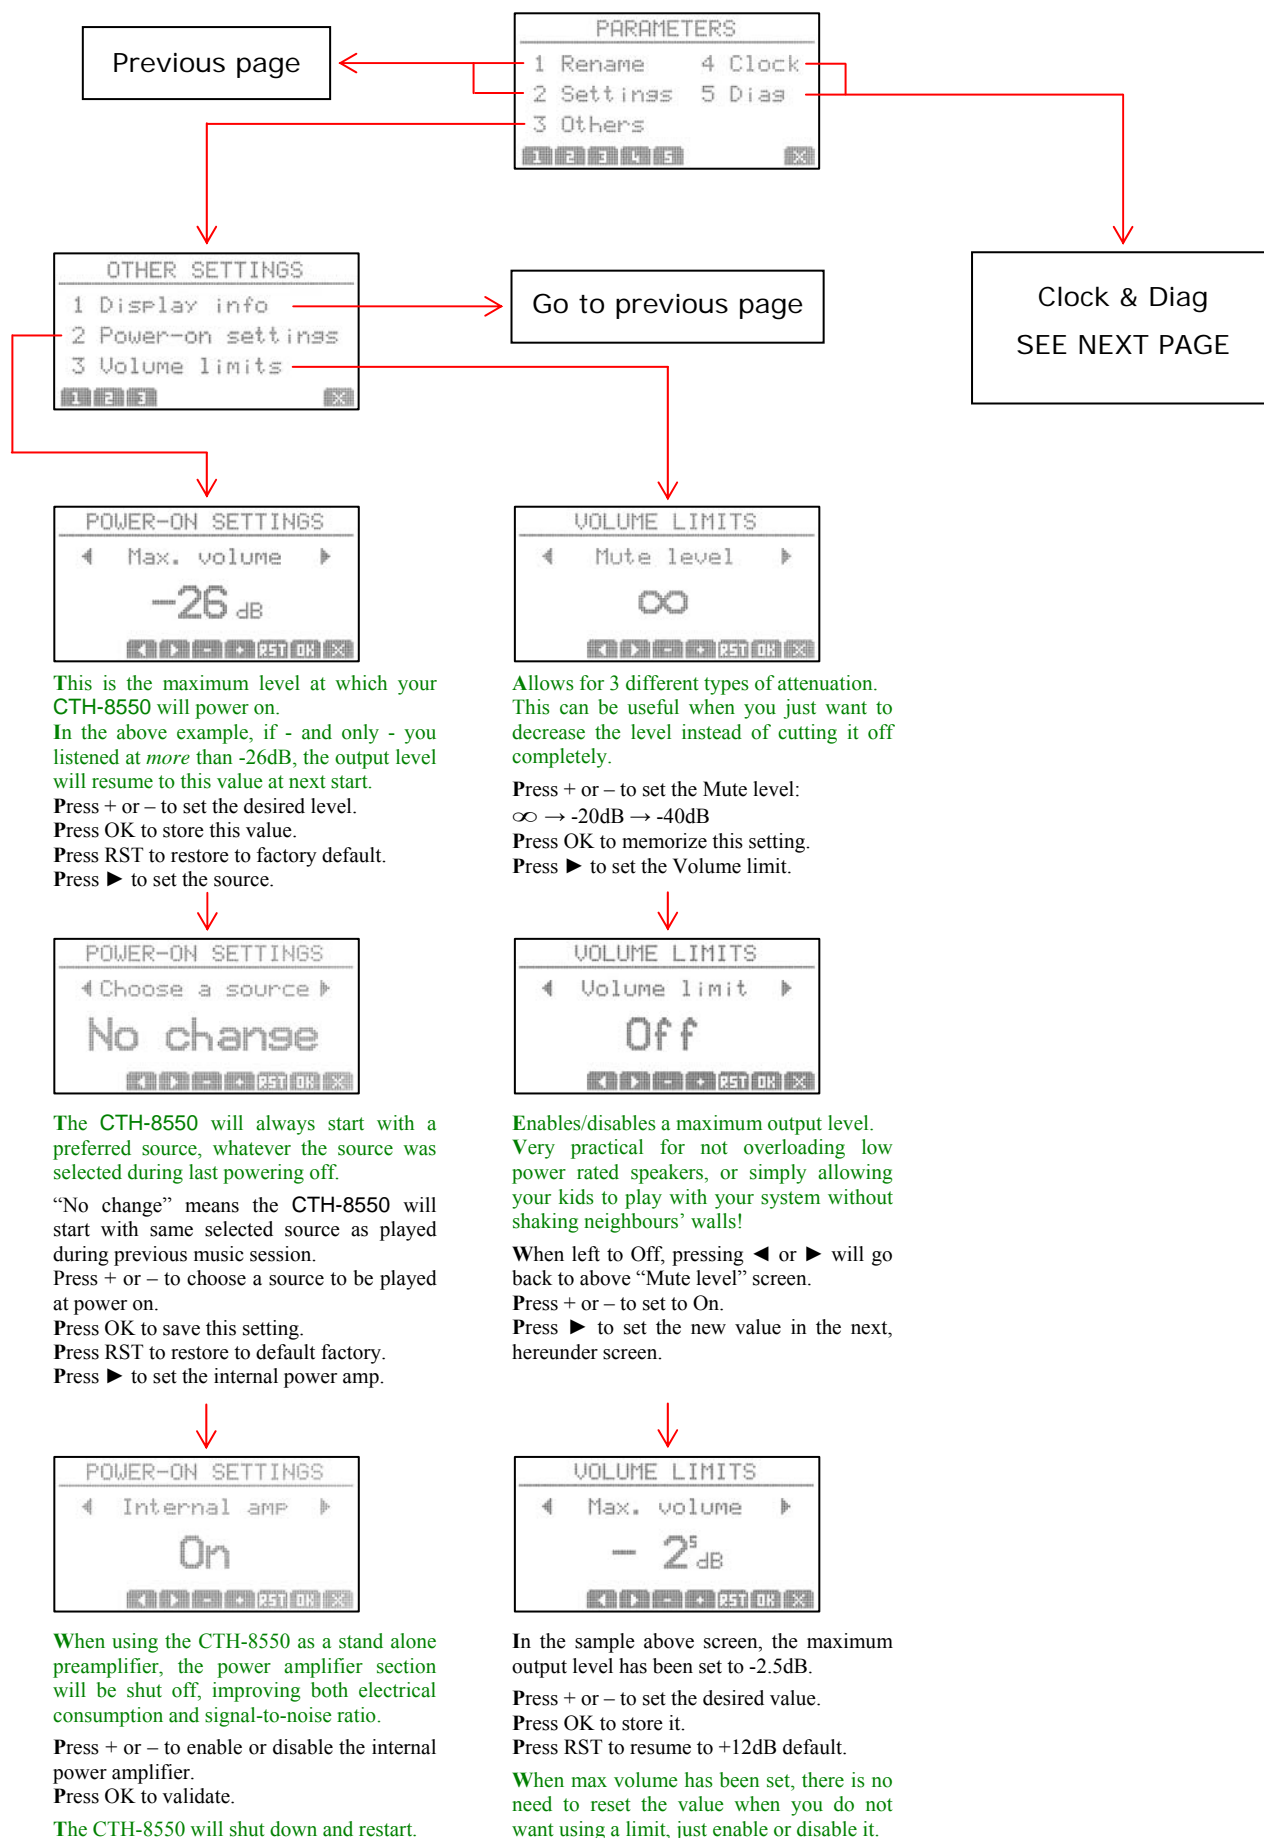 Previous page
PARAMETERS
1 Rename 4 Clock
2 Settings 5 Diag
3 Others
1 2 3 4 5 X
OTHER SETTINGS
1 Display info
2 Power-on settings
3 Volume limits
1 2 3 X
Go to previous page
Clock & Diag
SEE NEXT PAGE
POWER-ON SETTINGS
◄ Max. volume ►
-26 dB
◄ ► - + RST OK X
This is the maximum level at which your
CTH-8550 will power on.
In the above example, if - and only - you
listened at more than -26dB, the output level
will resume to this value at next start.
Press + or – to set the desired level.
Press OK to store this value.
Press RST to restore to factory default.
Press ► to set the source.
POWER-ON SETTINGS
◄ Choose a source ►
No change
◄ ► - + RST OK X
The CTH-8550 will always start with a
preferred source, whatever the source was
selected during last powering off.
“No change” means the CTH-8550 will
start with same selected source as played
during previous music session.
Press + or – to choose a source to be played
at power on.
Press OK to save this setting.
Press RST to restore to default factory.
Press ► to set the internal power amp.
POWER-ON SETTINGS
◄ Internal amp ►
On
◄ ► - + RST OK X
When using the CTH-8550 as a stand alone
preamplifier, the power amplifier section
will be shut off, improving both electrical
consumption and signal-to-noise ratio.
Press + or – to enable or disable the internal
power amplifier.
Press OK to validate.
The CTH-8550 will shut down and restart.
VOLUME LIMITS
◄ Mute level ►
∞
◄ ► - + RST OK X
Allows for 3 different types of attenuation.
This can be useful when you just want to
decrease the level instead of cutting it off
completely.
Press + or – to set the Mute level:
∞ → -20dB → -40dB
Press OK to memorize this setting.
Press ► to set the Volume limit.
VOLUME LIMITS
◄ Volume limit ►
Off
◄ ► - + RST OK X
Enables/disables a maximum output level.
Very practical for not overloading low
power rated speakers, or simply allowing
your kids to play with your system without
shaking neighbours’ walls!
When left to Off, pressing ◄ or ► will go
back to above “Mute level” screen.
Press + or – to set to On.
Press ► to set the new value in the next,
hereunder screen.
VOLUME LIMITS
◄ Max. volume ►
- 2⁵ dB
◄ ► - + RST OK X
In the sample above screen, the maximum
output level has been set to -2.5dB.
Press + or – to set the desired value.
Press OK to store it.
Press RST to resume to +12dB default.
When max volume has been set, there is no
need to reset the value when you do not
want using a limit, just enable or disable it.